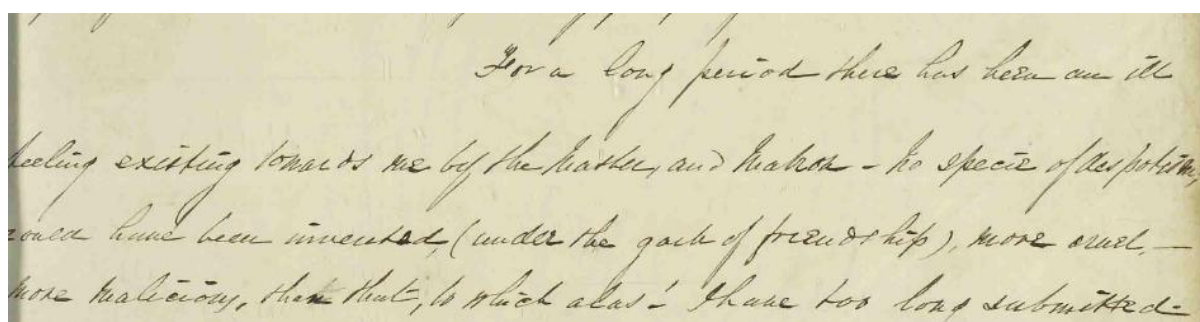 For a long period there has been an ill
feeling existing towards me by the Master, and Matron - no specie of despotism,
could have been invented, (under the garb of friendship), more cruel, —
more malicious, than that, to which alas! I have too long submitted-